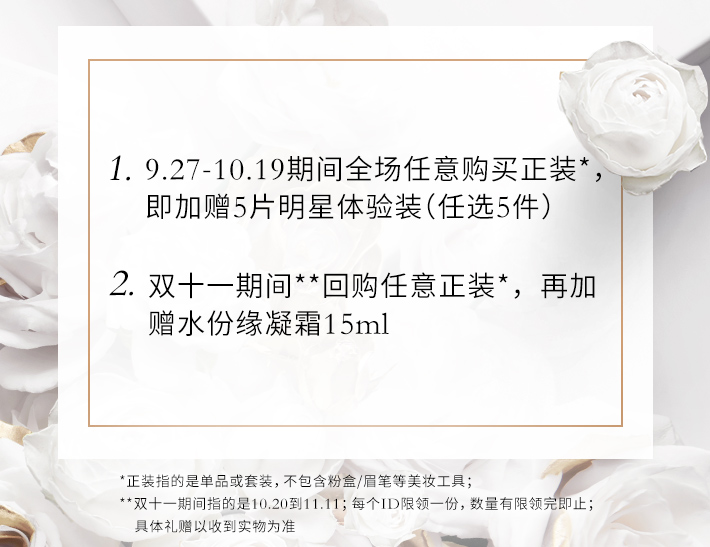 1. 9.27-10.19期间全场任意购买正装*，
即加赠5片明星体验装（任选5件）
2. 双十一期间**回购任意正装*，再加
赠水份缘凝霜15ml
*正装指的是单品或套装，不包含粉盒/眉笔等美妆工具；
**双十一期间指的是10.20到11.11；每个ID限领一份，数量有限领完即止；
具体礼赠以收到实物为准